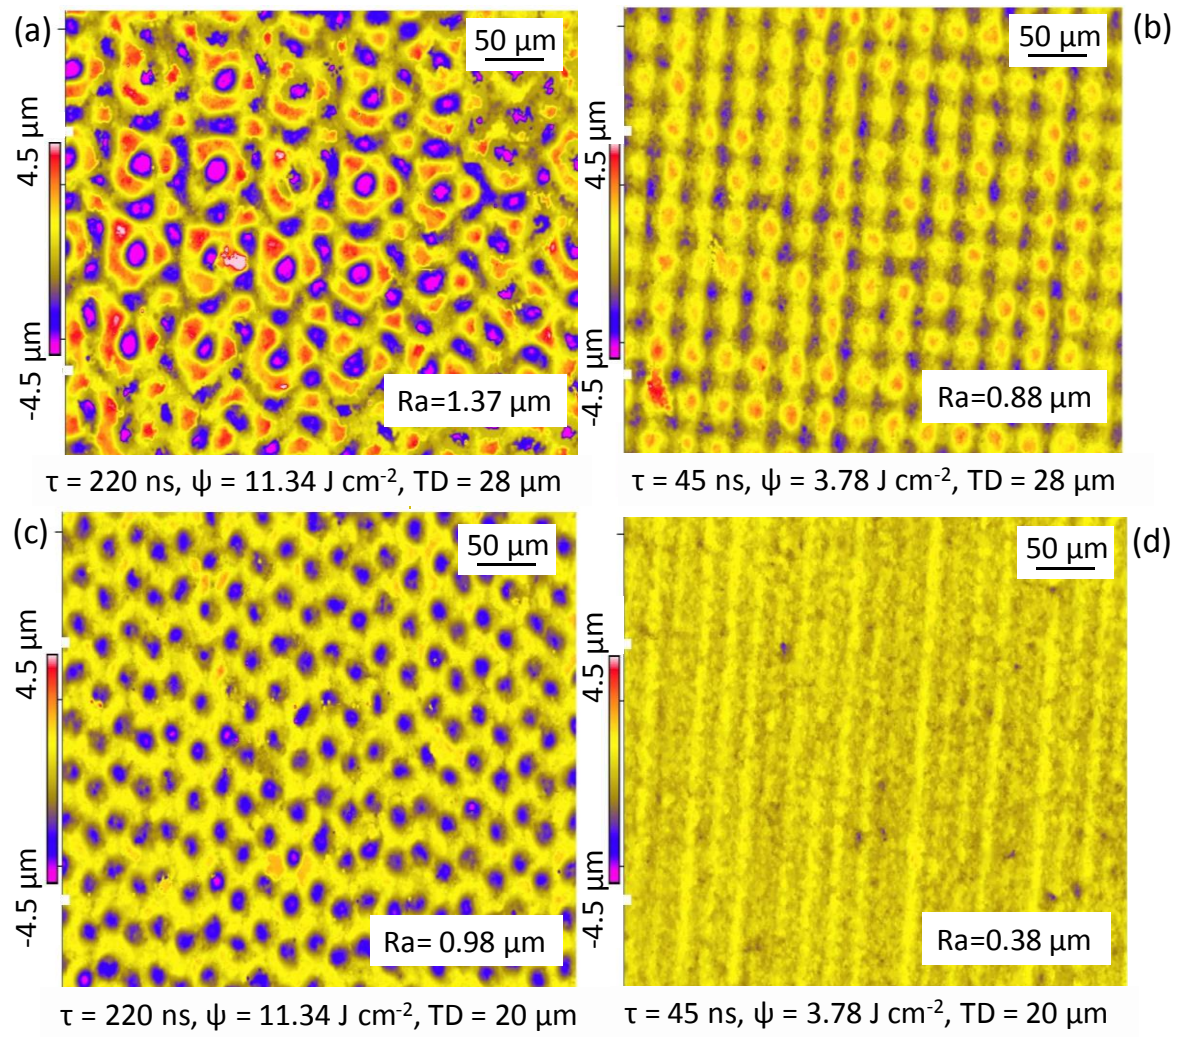 (a)
50 µm
4.5 µm
-4.5 µm
Ra=1.37 µm
τ = 220 ns, ψ = 11.34 J cm-2, TD = 28 µm
(b)
50 µm
4.5 µm
-4.5 µm
Ra=0.88 µm
τ = 45 ns, ψ = 3.78 J cm-2, TD = 28 µm
(c)
50 µm
4.5 µm
-4.5 µm
Ra= 0.98 µm
τ = 220 ns, ψ = 11.34 J cm-2, TD = 20 µm
(d)
50 µm
4.5 µm
-4.5 µm
Ra=0.38 µm
τ = 45 ns, ψ = 3.78 J cm-2, TD = 20 µm